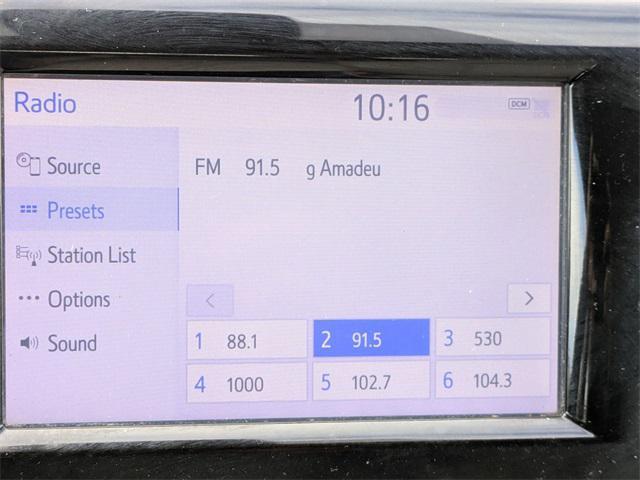 Radio 10:16 DCM
Source
FM 91.5 g Amadeu
Presets
Station List
Options
Sound
1 88.1 2 91.5 3 530
4 1000 5 102.7 6 104.3